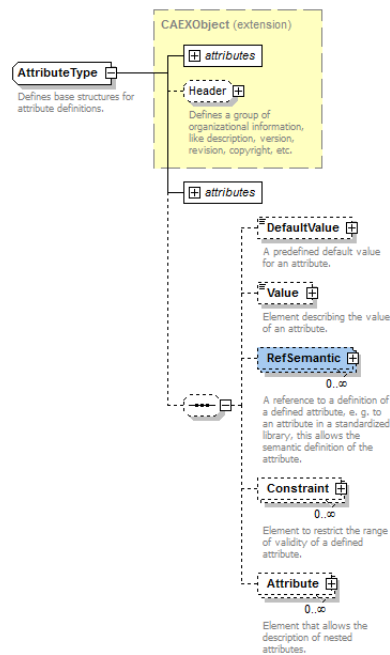 CAEXObject (extension)
attributes
AttributeType
Defines base structures for
attribute definitions.
Header
Defines a group of
organizational information,
like description, version,
revision, copyright, etc.
attributes
DefaultValue
A predefined default value
for an attribute.
Value
Element describing the value
of an attribute.
RefSemantic
0..∞
A reference to a definition of
a defined attribute, e. g. to
an attribute in a standardized
library, this allows the
semantic definition of the
attribute.
Constraint
0..∞
Element to restrict the range
of validity of a defined
attribute.
Attribute
0..∞
Element that allows the
description of nested
attributes.